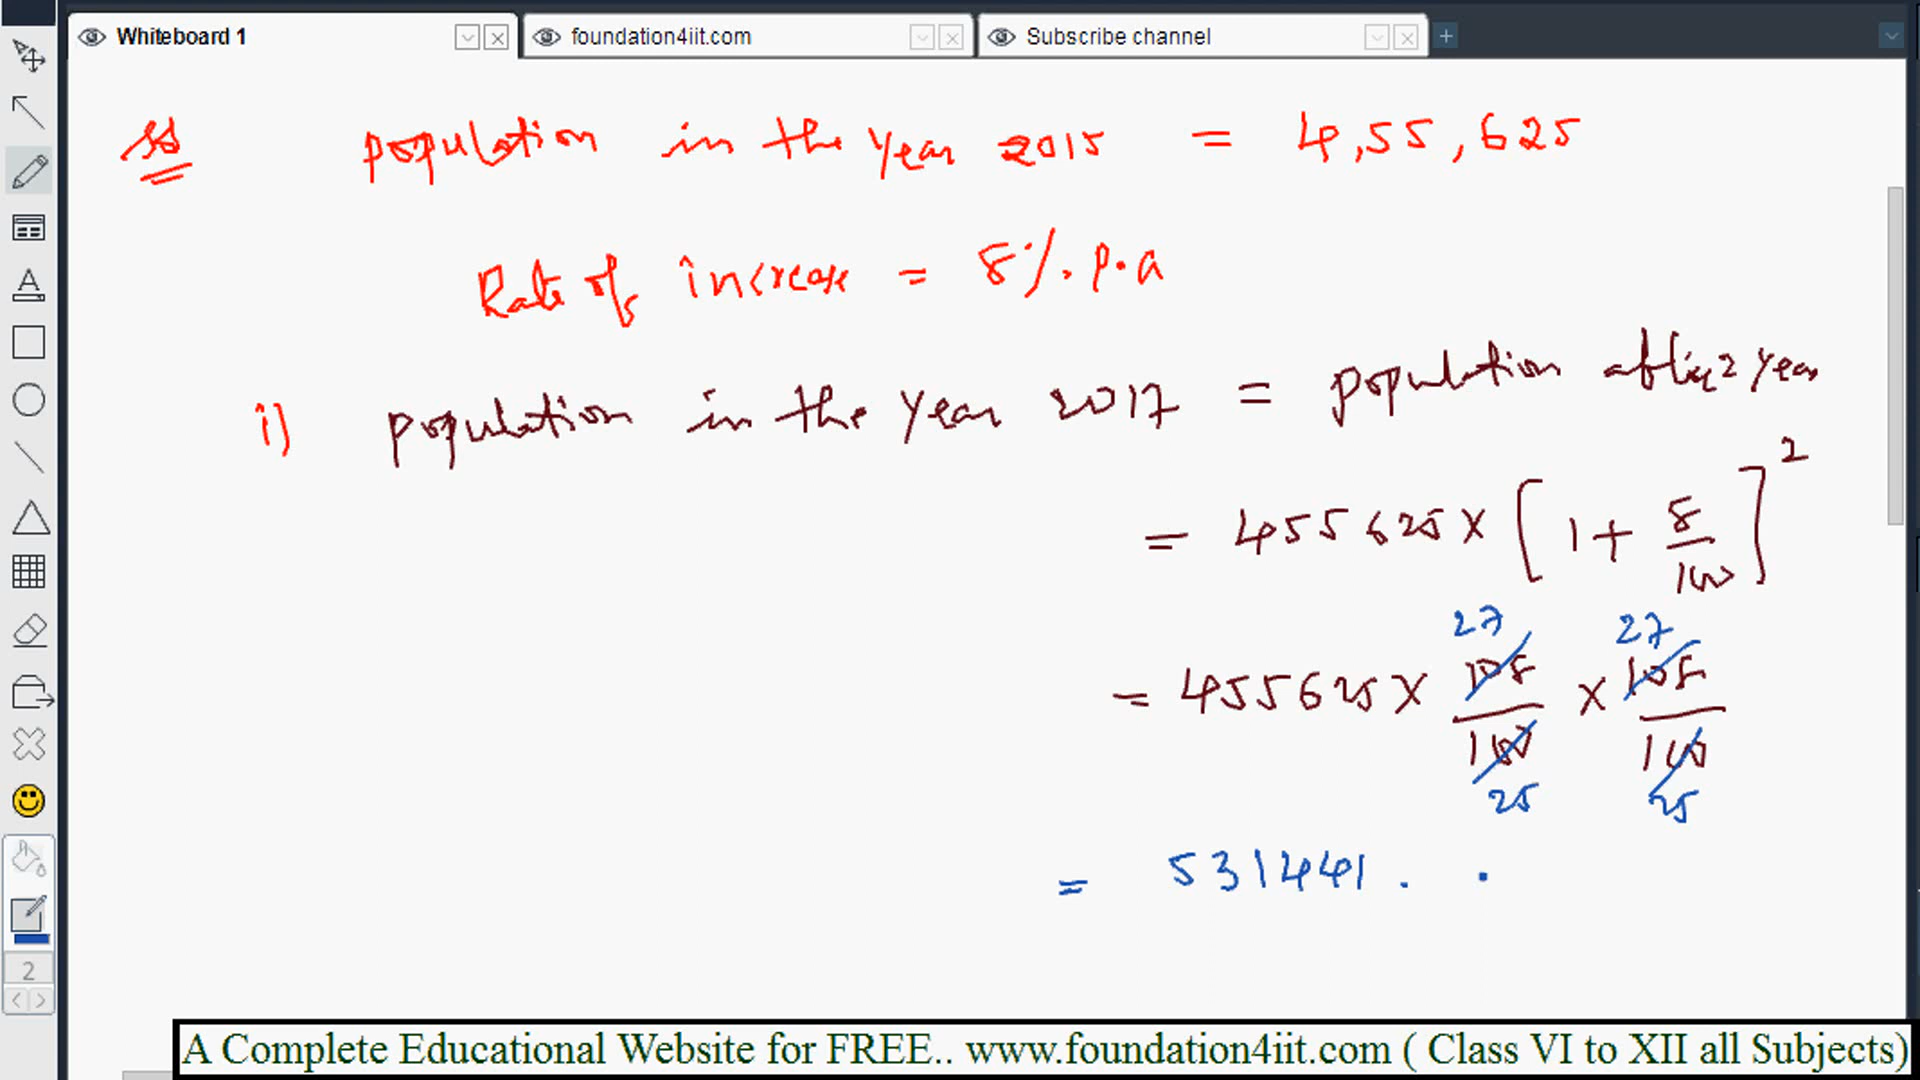 Whiteboard 1 foundation4iit.com Subscribe channel
population in the year 2015 = 4,55,625
Rate of increase = 8%. p.a
i) population in the year 2017 = population after 2 year
= 455625 × [1 + 8/100]²
27 27
= 455625 × 108/100 × 108/100
25 25
= 531441 .
2
A Complete Educational Website for FREE.. www.foundation4iit.com ( Class VI to XII all Subjects)